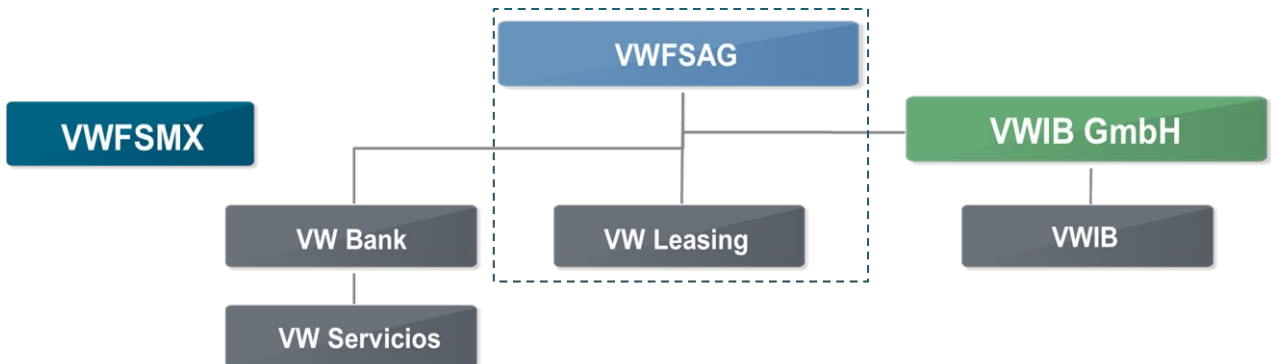 VWFSAG
VWFSMX
VWIB GmbH
VW Bank
VW Leasing
VWIB
VW Servicios